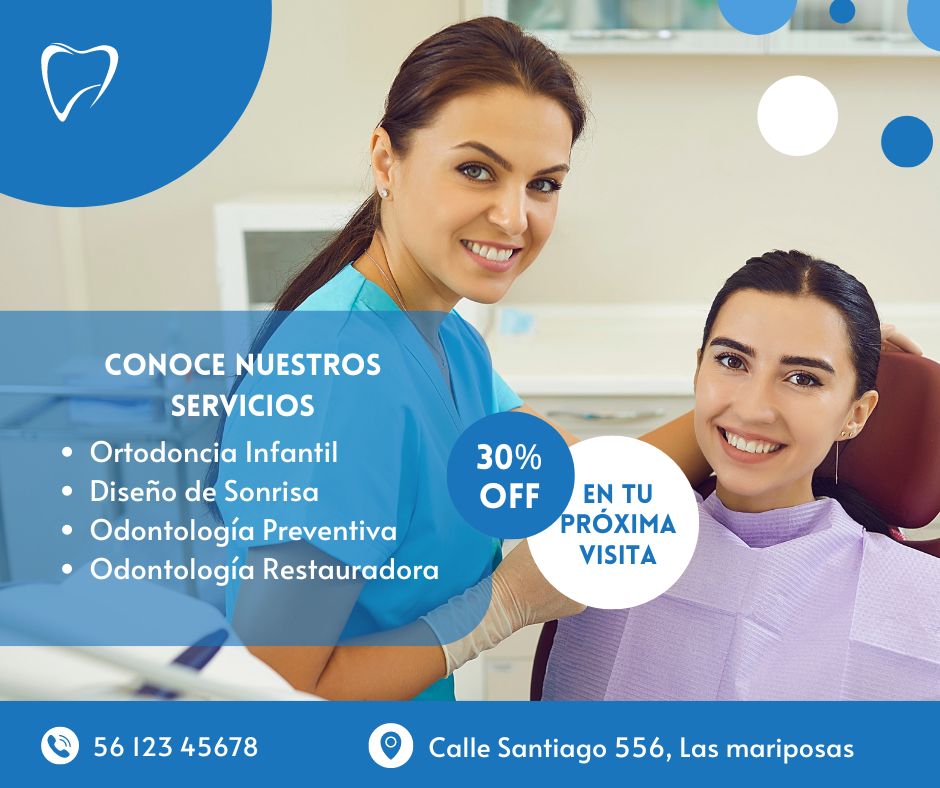 CONOCE NUESTROS
SERVICIOS
• Ortodoncia Infantil
• Diseño de Sonrisa
• Odontología Preventiva
• Odontología Restauradora
30%
OFF
EN TU
PRÓXIMA
VISITA
56 123 45678
Calle Santiago 556, Las mariposas